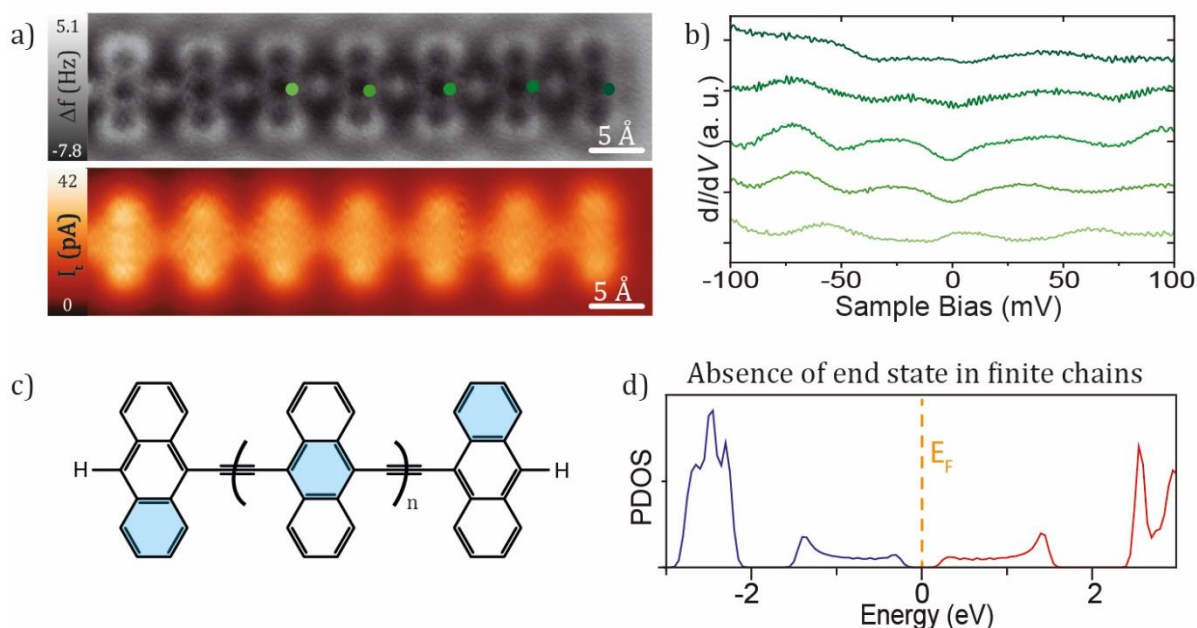 a)
5.1
Δf (Hz)
-7.8
5 Å
42
Iₜ (pA)
0
5 Å
b)
dI/dV (a. u.)
-100 -50 0 50 100
Sample Bias (mV)
c)
H
n
H
d)
Absence of end state in finite chains
E_F
PDOS
-2 0 2
Energy (eV)